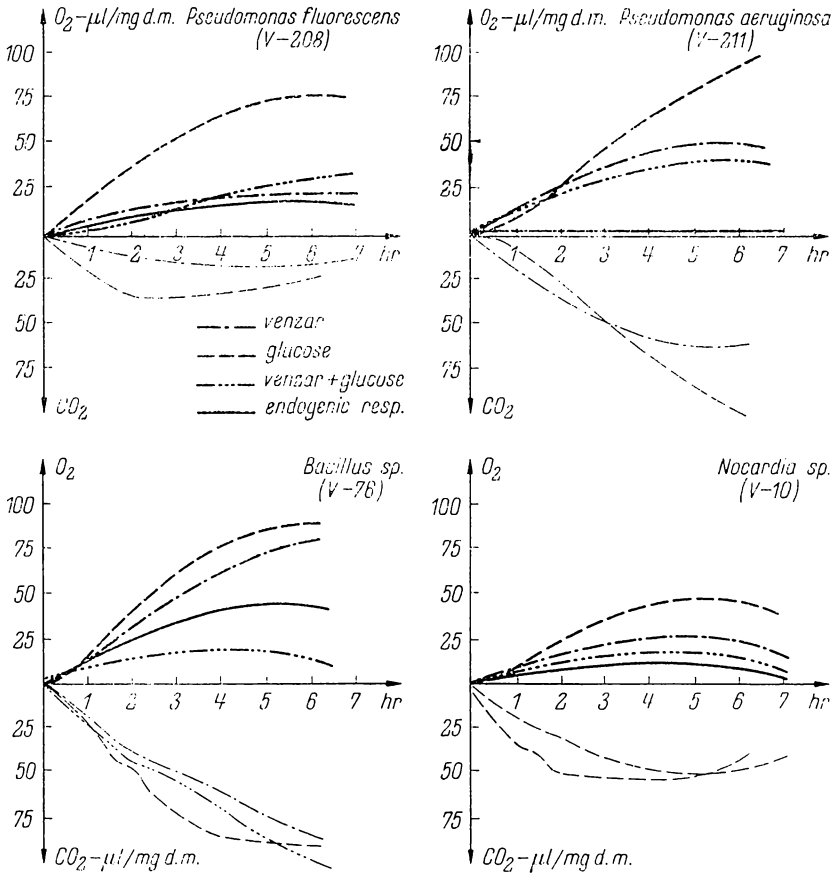 O₂–µl/mg d.m. Pseudomonas fluorescens
(V–208)
100
75
50
25
1 2 3 4 5 6 7 hr
25
50
75
CO₂
venzar
glucose
venzar + glucose
endogenic resp.
O₂–µl/mg d.m. Pseudomonas aeruginosa
(V–211)
100
75
50
25
1 2 3 4 5 6 7 hr
25
50
75
CO₂
O₂ Bacillus sp.
(V–76)
100
75
50
25
1 2 3 4 5 6 7 hr
25
50
75
CO₂–µl/mg d.m.
O₂ Nocardia sp.
(V–10)
100
75
50
25
1 2 3 4 5 6 7 hr
25
50
75
CO₂–µl/mg d.m.